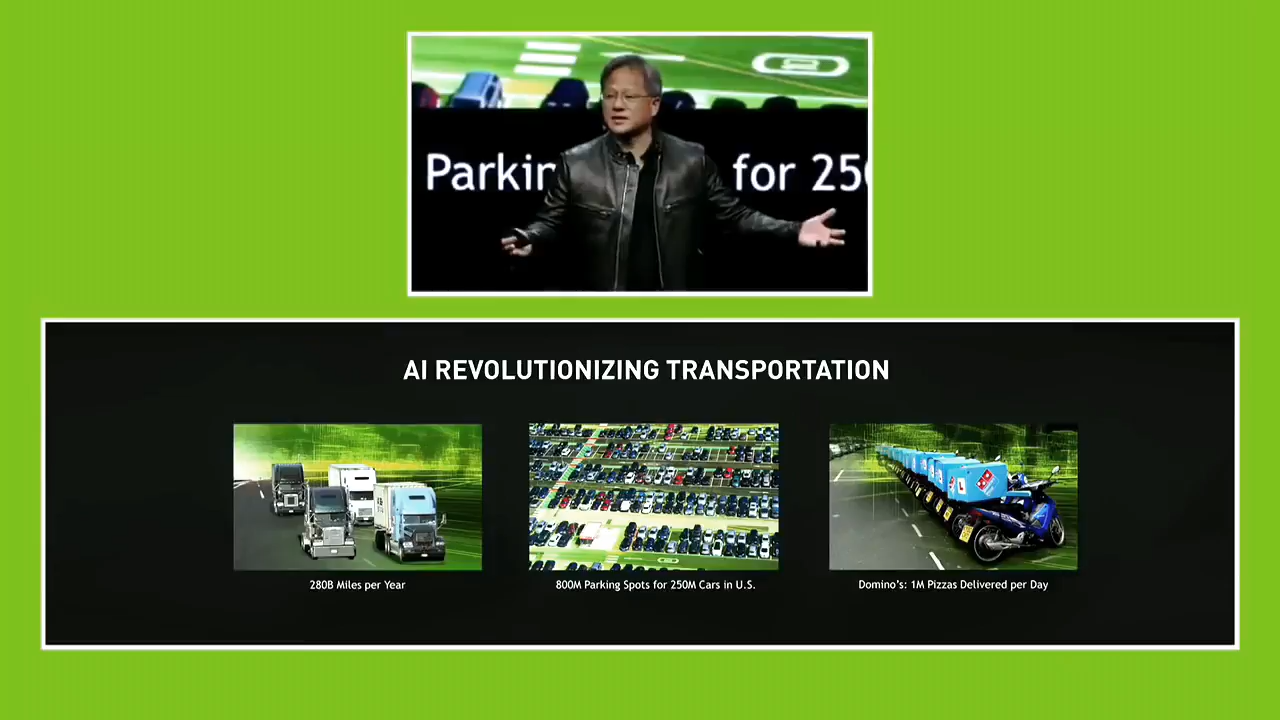 Parkin for 250
AI REVOLUTIONIZING TRANSPORTATION
280B Miles per Year
800M Parking Spots for 250M Cars in U.S.
Domino's: 1M Pizzas Delivered per Day